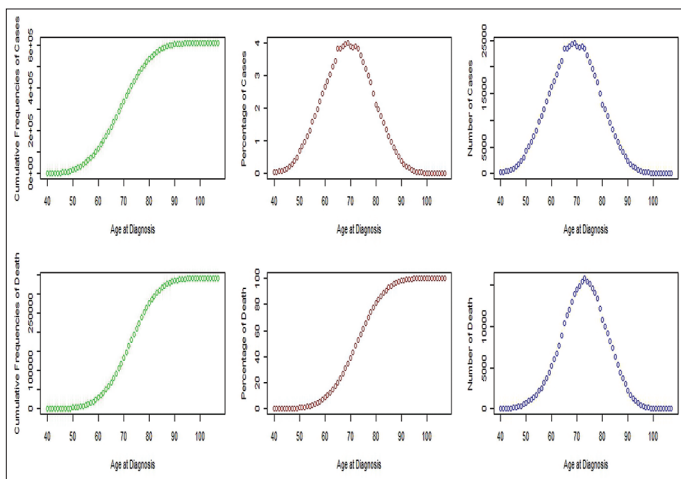 Cumulative Frequencies of Cases
0e+00 2e+05 4e+05 6e+05
40 50 60 70 80 90 100
Age at Diagnosis
Percentage of Cases
0 1 2 3 4
40 50 60 70 80 90 100
Age at Diagnosis
Number of Cases
0 5000 15000 25000
40 50 60 70 80 90 100
Age at Diagnosis
Cumulative Frequencies of Death
0 100000 250000
40 50 60 70 80 90 100
Age at Diagnosis
Percentage of Death
0 20 40 60 80 100
40 50 60 70 80 90 100
Age at Diagnosis
Number of Death
0 5000 10000
40 50 60 70 80 90 100
Age at Diagnosis